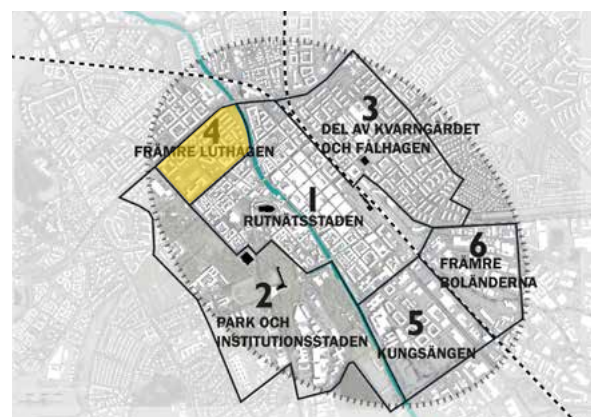 3
DEL AV KVARNGÄRDET
OCH FÅLHAGEN
4
FRÄMRE LUTHAGEN
1
RUTNÄTSSTADEN
6
FRÄMRE
BOLÄNDERNA
2
PARK OCH
INSTITUTIONSSTADEN
5
KUNGSÄNGEN